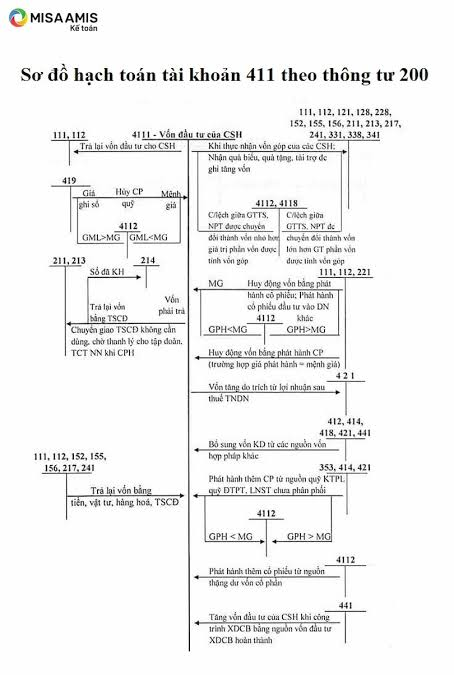 MISA AMIS
Kế toán
Sơ đồ hạch toán tài khoản 411 theo thông tư 200
111, 112, 121, 128, 228,
152, 155, 156, 211, 213, 217,
241, 331, 338, 341
111, 112
4111 - Vốn đầu tư của CSH
Trả lại vốn đầu tư cho CSH
Khi thực nhận vốn góp cua các CSH;
Nhận quà biếu, quà tặng, tài trợ đc
ghi tăng vốn
419
Giá
ghi sổ
Hủy CP
quỹ
Mệnh
giá
4112
GML>MG
GML<MG
4112, 4118
C/lệch giữa GTTS,
NPT được chuyển
đôi thành vốn nhỏ hơn
giá trị phần vốn được
tính vốn góp
C/lệch giữa GTTS,
NPT đc
chuyển đôi thành vốn
lớn hơn GT phần vốn
được tính vốn góp
211, 213
Số đã KH
214
Trả lại vốn
bằng TSCĐ
Vốn
phải trả
Chuyển giao TSCĐ không cần
dùng, chờ thanh lý cho tập đoàn,
TCT NN khi CPH
111, 112, 221
MG
Huy động vốn bằng phát
hành cổ phiếu; Phát hành
cổ phiếu đầu tư vào DN
khác
4112
GPH<MG
GPH>MG
Huy động vốn bằng phát hành CP
(trường hợp giá phát hành = mệnh giá)
4 2 1
Vốn tăng do trích từ lợi nhuận sau
thuế TNDN
412, 414,
418, 421, 441
Bổ sung vốn KD từ các nguồn vốn
hợp pháp khác
111, 112, 152, 155,
156, 217, 241
Trả lại vốn bằng
tiền, vật tư, hàng hoá, TSCĐ
353, 414, 421
Phát hành thêm CP từ nguồn quỹ KTPL
quỹ ĐTPT, LNST chưa phân phối
4112
GPH < MG
GPH > MG
4112
Phát hành thêm cổ phiếu từ nguồn
thặng dư vốn cổ phần
441
Tăng vốn đầu tư của CSH khi công
trình XDCB bằng nguồn vốn đầu tư
XDCB hoàn thành